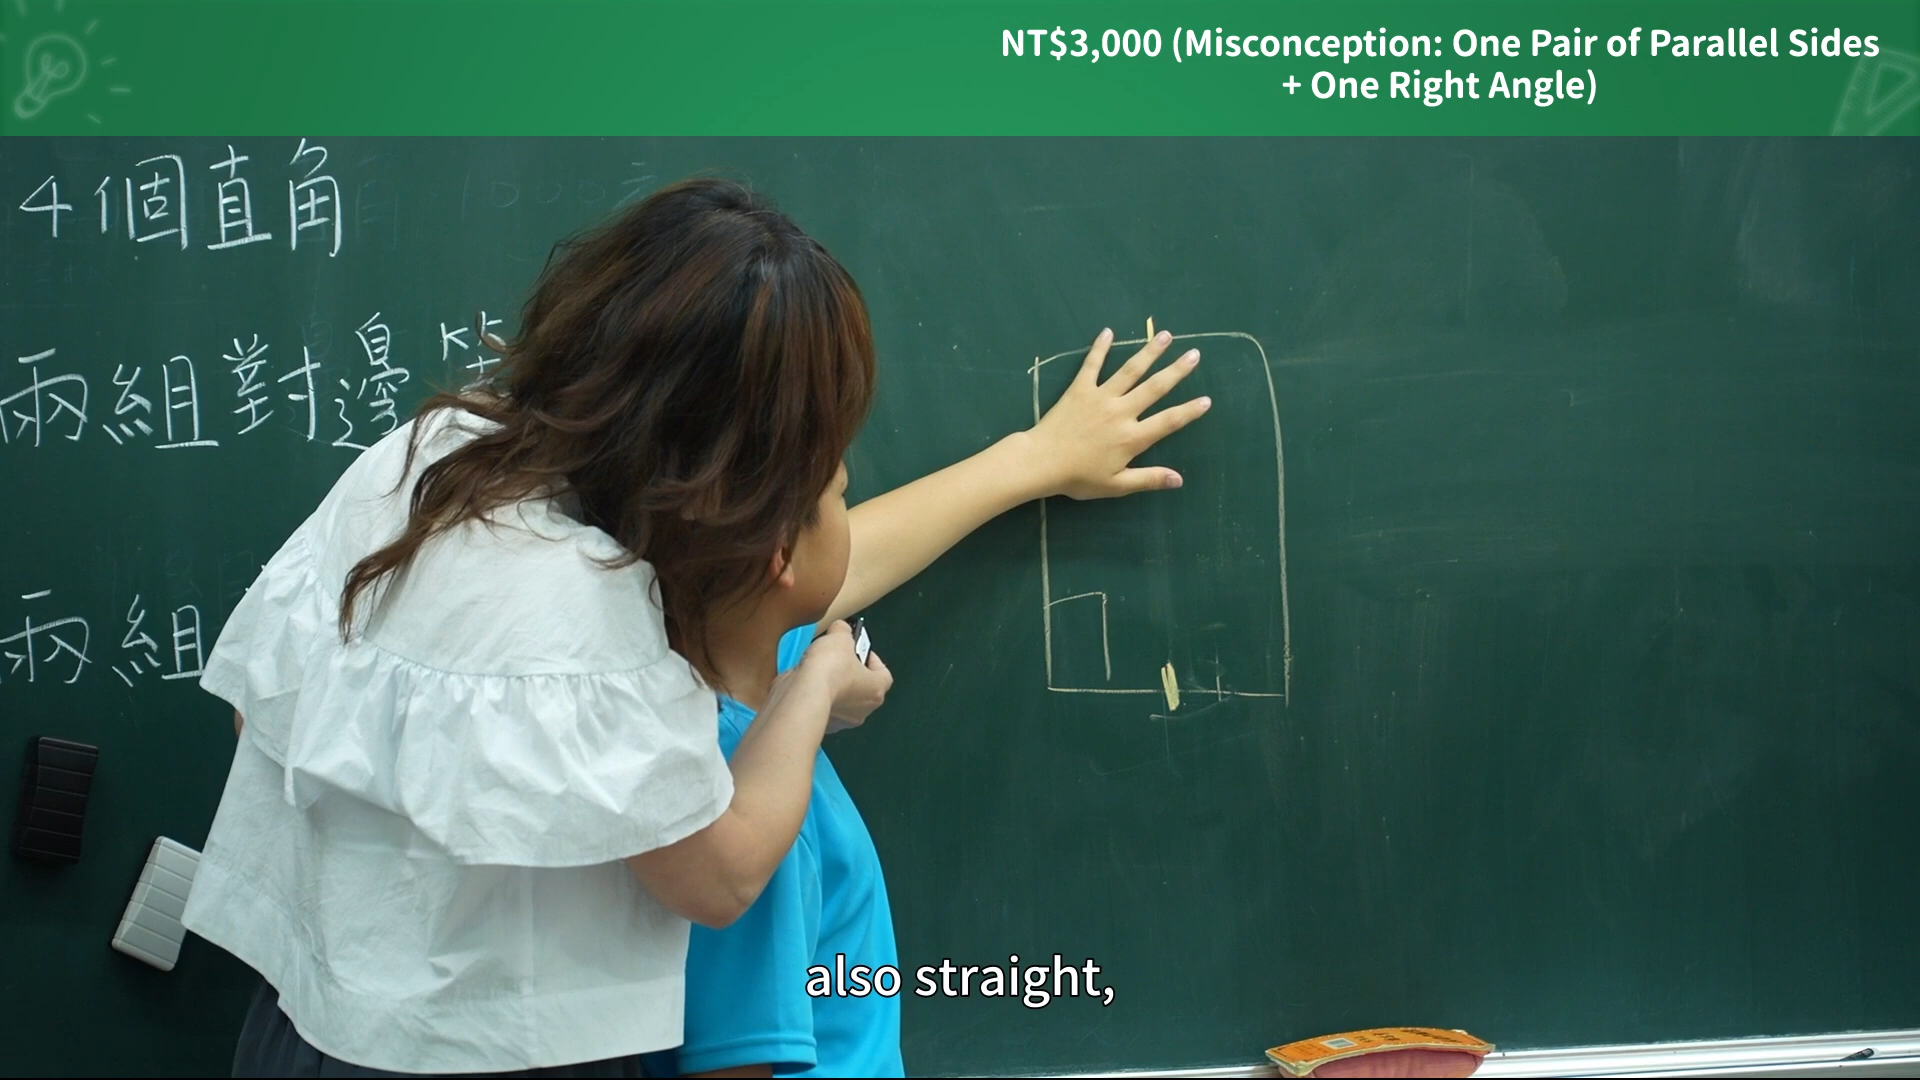 NT$3,000 (Misconception: One Pair of Parallel Sides
+ One Right Angle)
4個直角
兩組對邊
兩組
also straight,